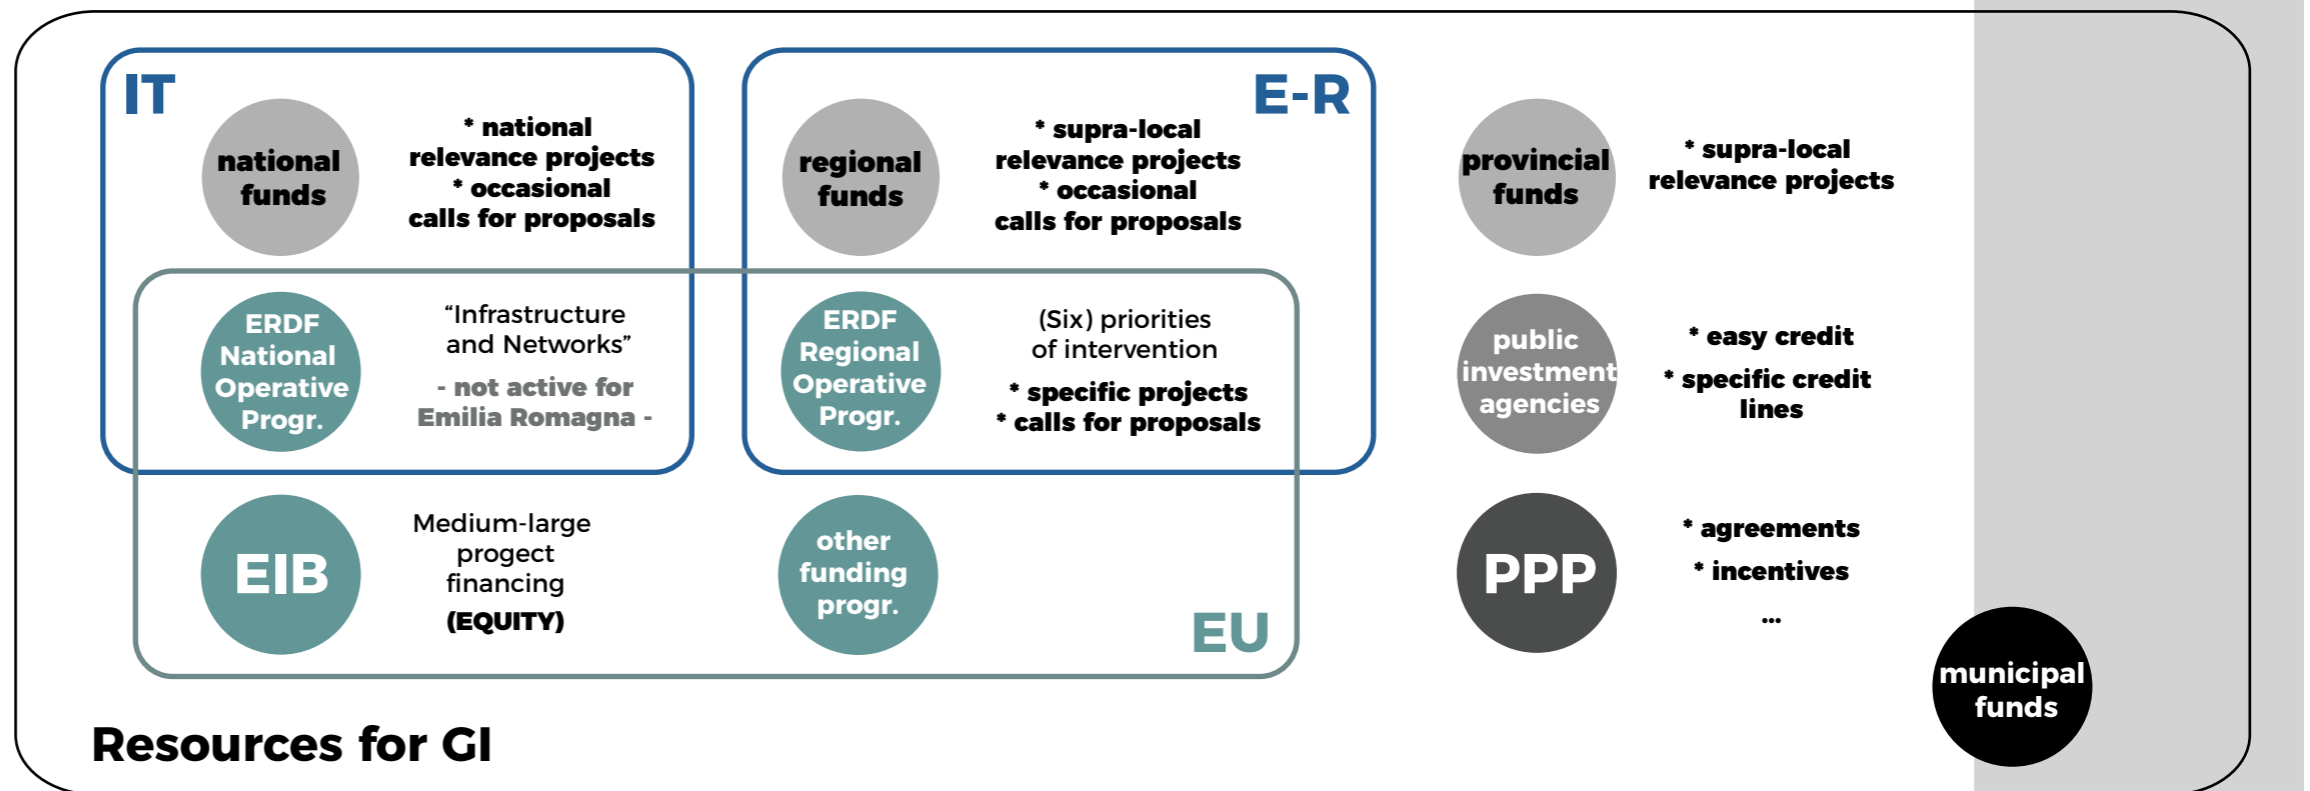 IT
national
funds
* national
relevance projects
* occasional
calls for proposals
E-R
regional
funds
* supra-local
relevance projects
* occasional
calls for proposals
provincial
funds
* supra-local
relevance projects
ERDF
National
Operative
Progr.
“Infrastructure
and Networks”
- not active for
Emilia Romagna -
ERDF
Regional
Operative
Progr.
(Six) priorities
of intervention
* specific projects
* calls for proposals
public
investment
agencies
* easy credit
* specific credit
lines
EIB
Medium-large
progect
financing
(EQUITY)
other
funding
progr.
EU
PPP
* agreements
* incentives
...
municipal
funds
Resources for GI